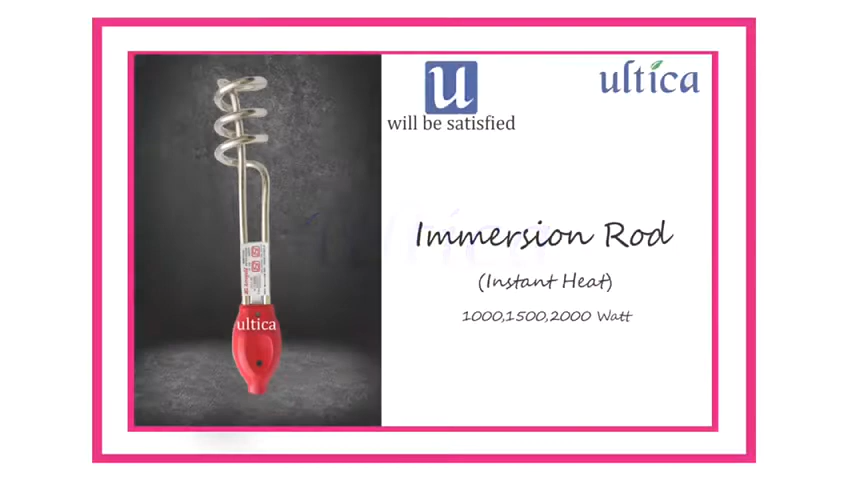 u
will be satisfied
ultica
Immersion Rod
(Instant Heat)
1000,1500,2000 Watt
ultica